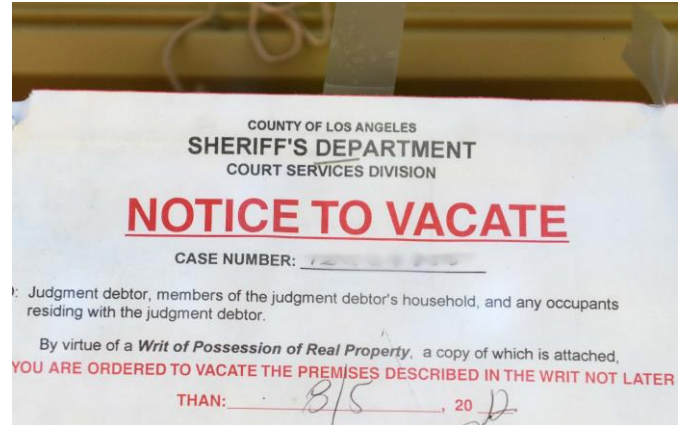 COUNTY OF LOS ANGELES
SHERIFF'S DEPARTMENT
COURT SERVICES DIVISION
NOTICE TO VACATE
CASE NUMBER:
: Judgment debtor, members of the judgment debtor's household, and any occupants
residing with the judgment debtor.
By virtue of a Writ of Possession of Real Property, a copy of which is attached,
YOU ARE ORDERED TO VACATE THE PREMISES DESCRIBED IN THE WRIT NOT LATER
THAN: 8/5, 20